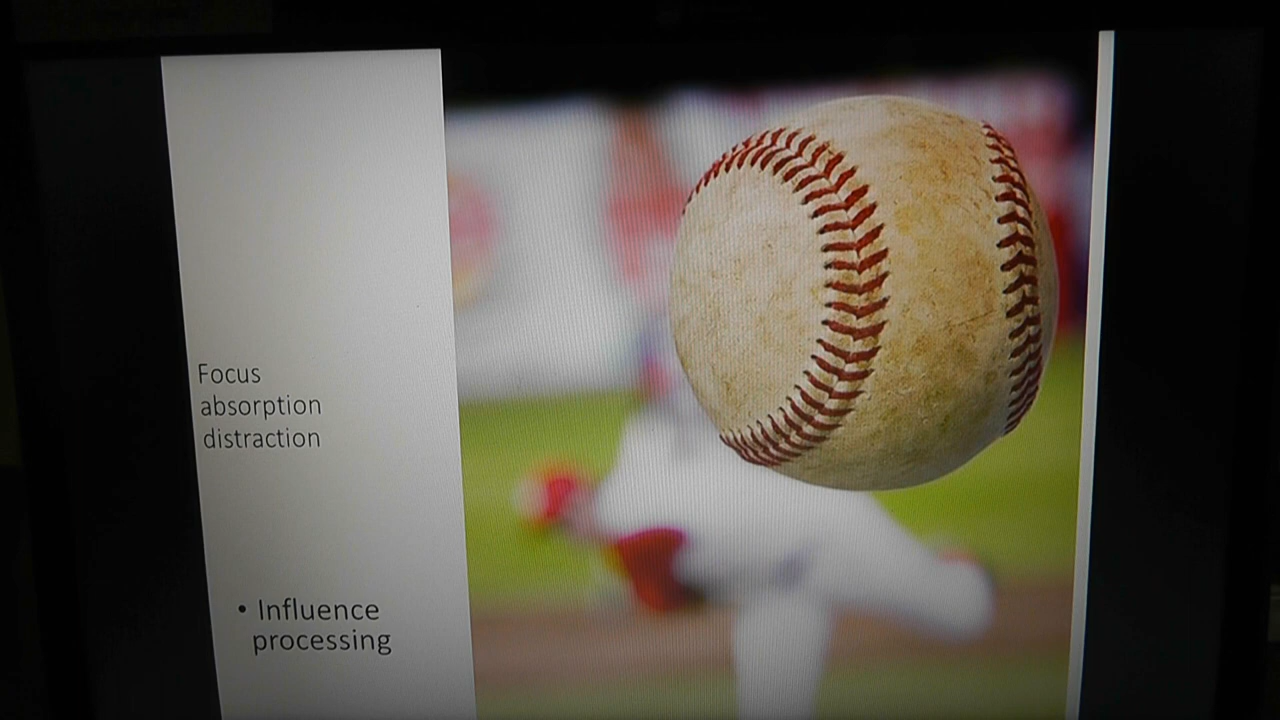 Focus
absorption
distraction
• Influence
processing